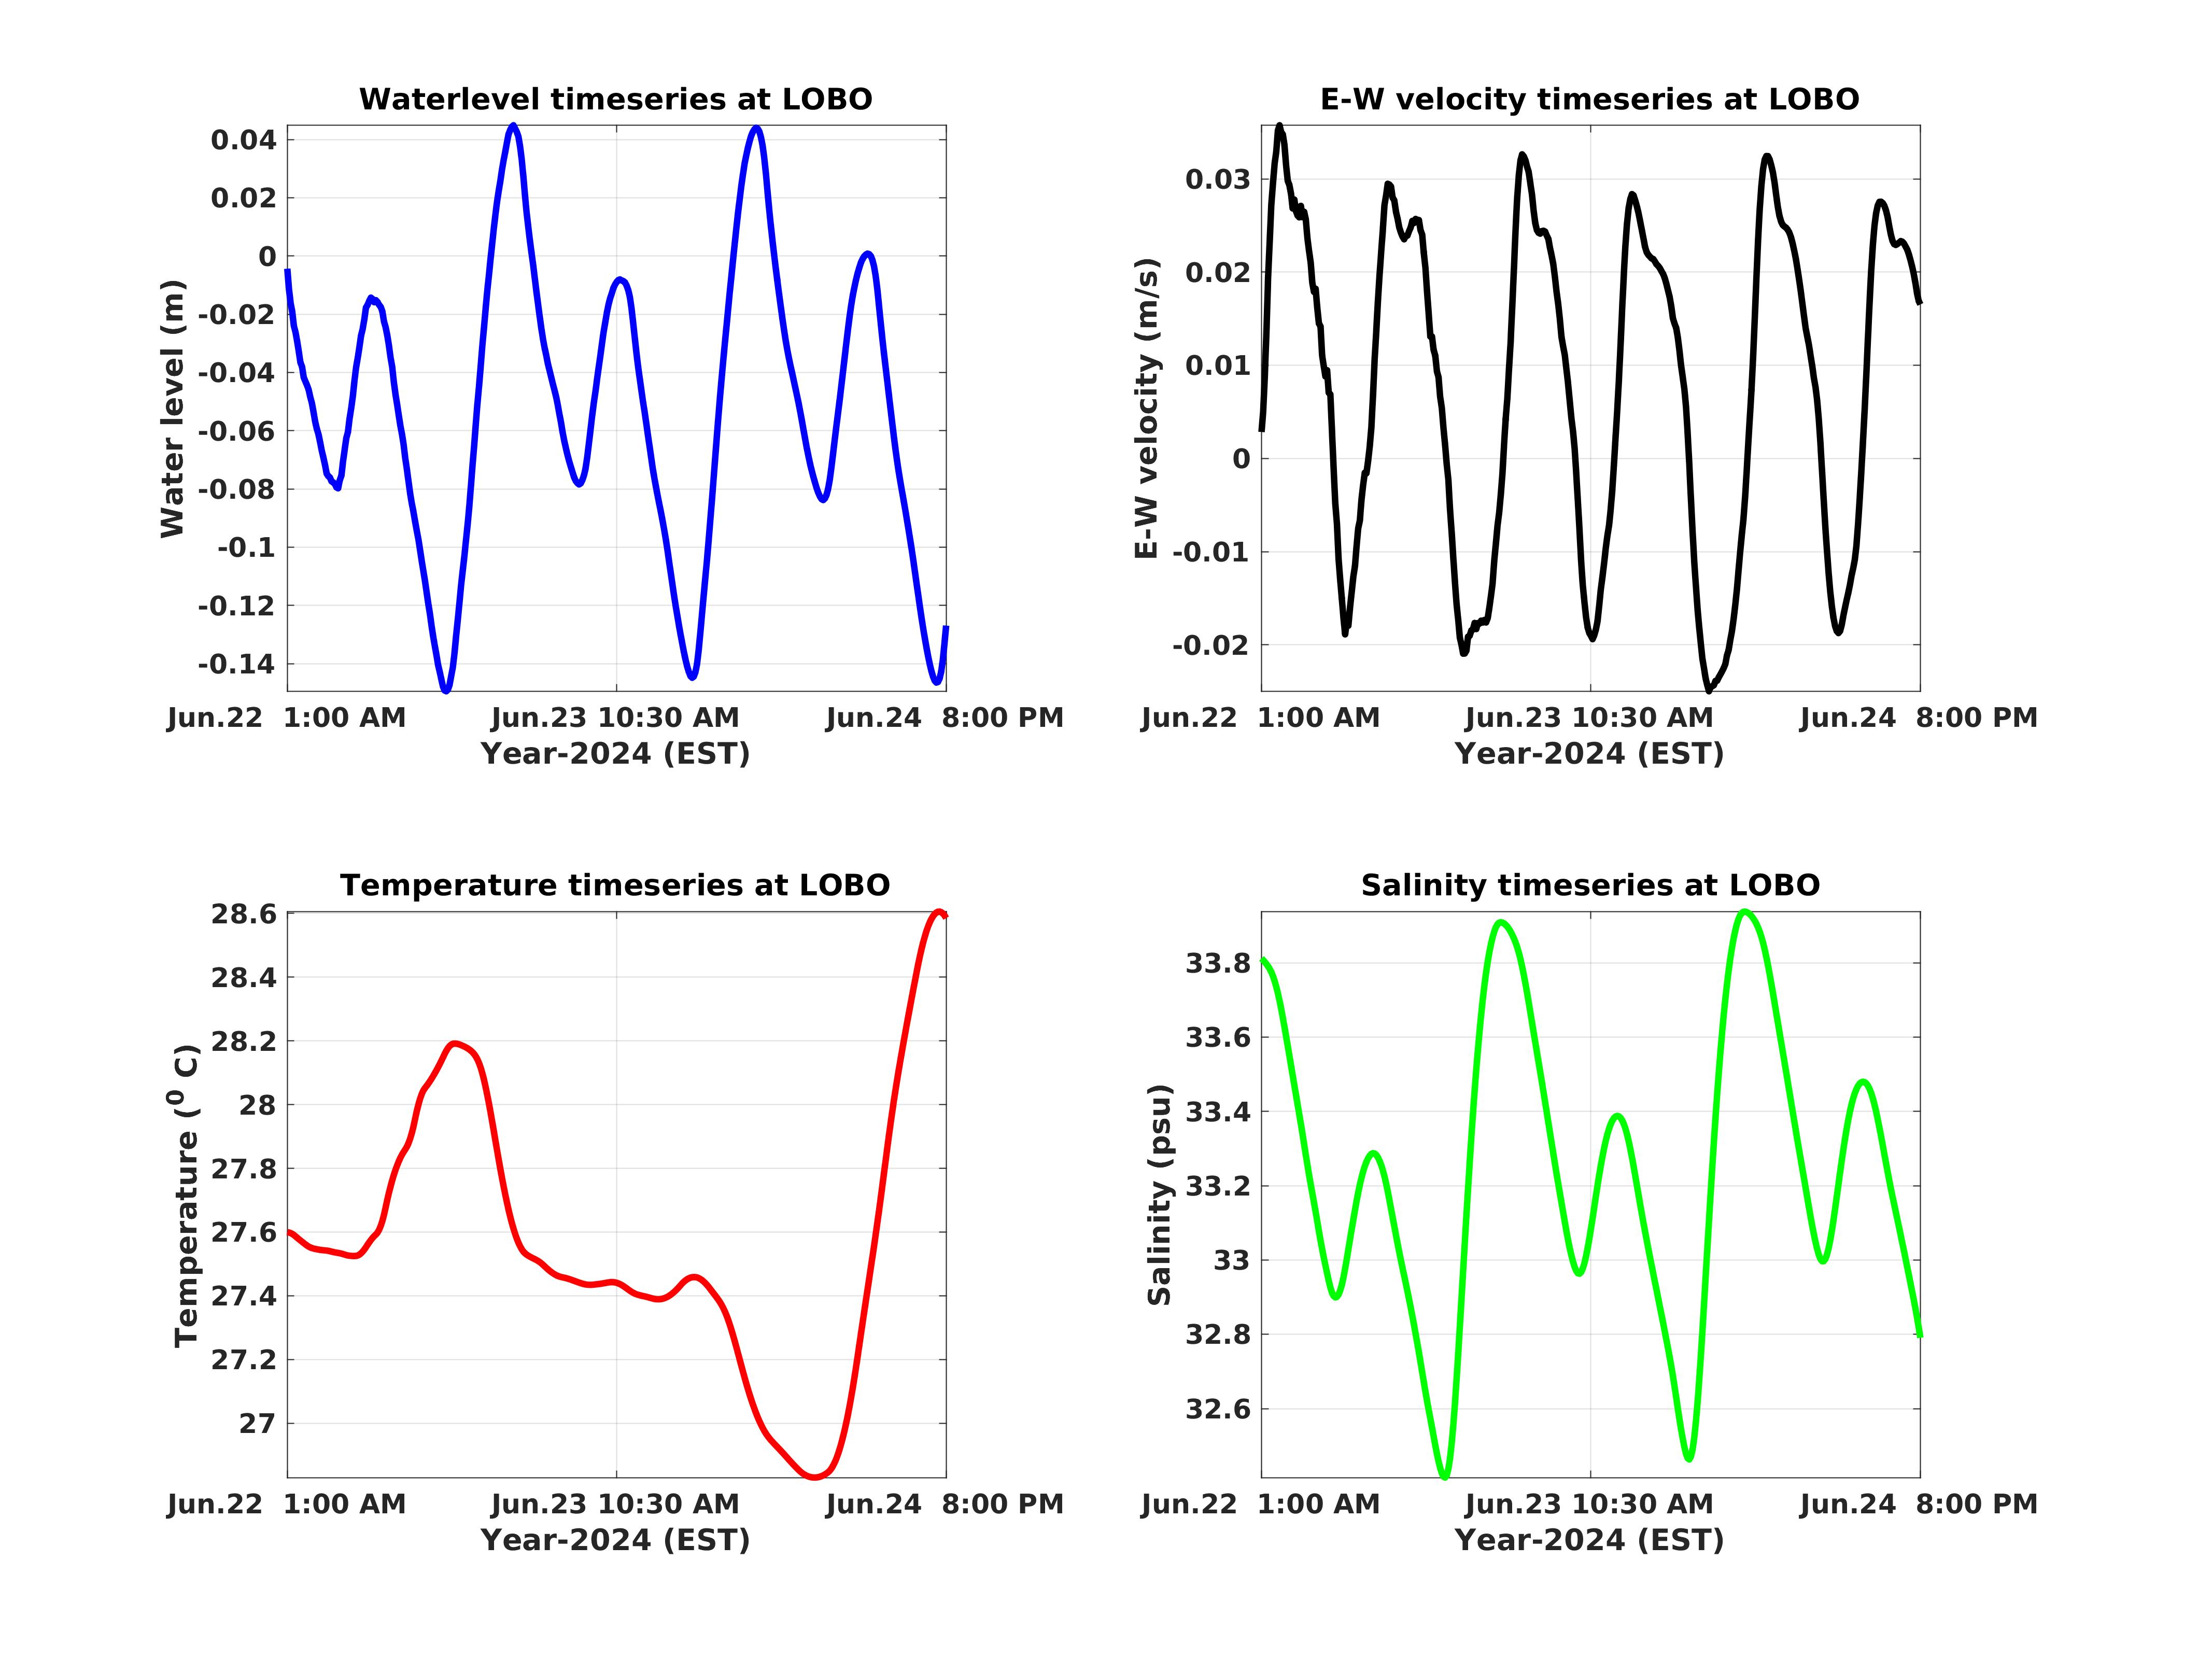 Waterlevel timeseries at LOBO
0.04
0.02
0
-0.02
-0.04
-0.06
-0.08
-0.1
-0.12
-0.14
Water level (m)
Jun.22 1:00 AM Jun.23 10:30 AM Jun.24 8:00 PM
Year-2024 (EST)
E-W velocity timeseries at LOBO
0.03
0.02
0.01
0
-0.01
-0.02
E-W velocity (m/s)
Jun.22 1:00 AM Jun.23 10:30 AM Jun.24 8:00 PM
Year-2024 (EST)
Temperature timeseries at LOBO
28.6
28.4
28.2
28
27.8
27.6
27.4
27.2
27
Temperature (⁰ C)
Jun.22 1:00 AM Jun.23 10:30 AM Jun.24 8:00 PM
Year-2024 (EST)
Salinity timeseries at LOBO
33.8
33.6
33.4
33.2
33
32.8
32.6
Salinity (psu)
Jun.22 1:00 AM Jun.23 10:30 AM Jun.24 8:00 PM
Year-2024 (EST)